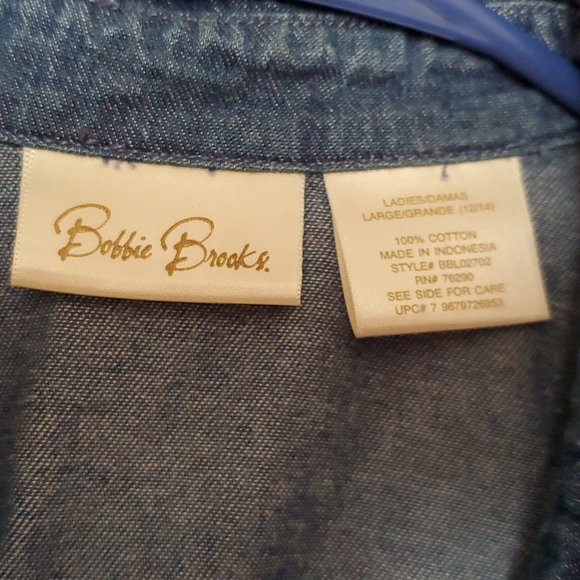 Bobbie Brooks.
LADIES/DAMAS
LARGE/GRANDE (12/14)
100% COTTON
MADE IN INDONESIA
STYLE# BBL02702
RN# 76290
SEE SIDE FOR CARE
UPC# 7 9679726953